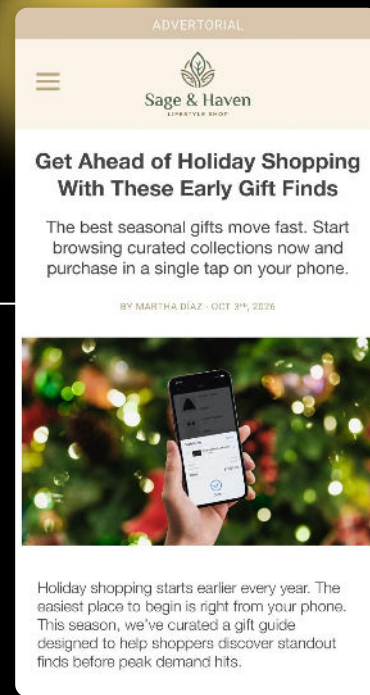 ADVERTORIAL
Sage & Haven
LIFESTYLE SHOP
Get Ahead of Holiday Shopping
With These Early Gift Finds
The best seasonal gifts move fast. Start
browsing curated collections now and
purchase in a single tap on your phone.
BY MARTHA DÍAZ - OCT 3ʳᵈ, 2026
Holiday shopping starts earlier every year. The
easiest place to begin is right from your phone.
This season, we've curated a gift guide
designed to help shoppers discover standout
finds before peak demand hits.